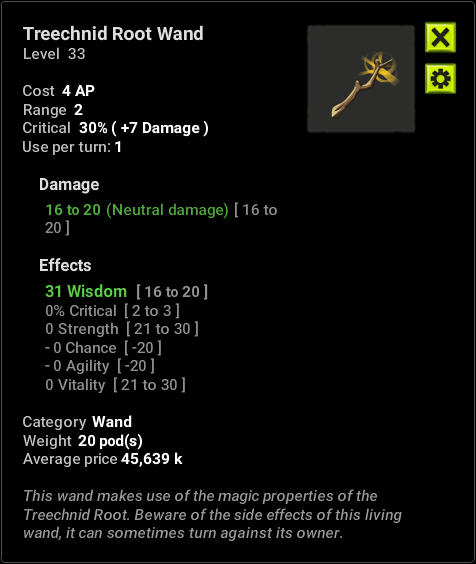 Treechnid Root Wand
Level 33
Cost 4 AP
Range 2
Critical 30% ( +7 Damage )
Use per turn: 1
Damage
16 to 20 (Neutral damage) [ 16 to
20 ]
Effects
31 Wisdom [ 16 to 20 ]
0% Critical [ 2 to 3 ]
0 Strength [ 21 to 30 ]
- 0 Chance [ -20 ]
- 0 Agility [ -20 ]
0 Vitality [ 21 to 30 ]
Category Wand
Weight 20 pod(s)
Average price 45,639 k
This wand makes use of the magic properties of the
Treechnid Root. Beware of the side effects of this living
wand, it can sometimes turn against its owner.